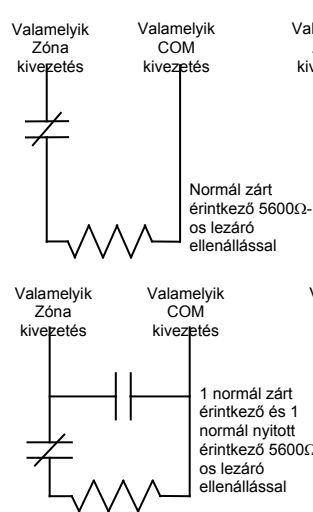 Valamelyik
Zóna
kivezetés
Valamelyik
COM
kivezetés
Normál zárt
érintkező 5600Ω-
os lezáró
ellenállással
Valamelyik
Zóna
kivezetés
Valamelyik
COM
kivezetés
1 normál zárt
érintkező és 1
normál nyitott
érintkező 5600Ω
os lezáró
ellenállással